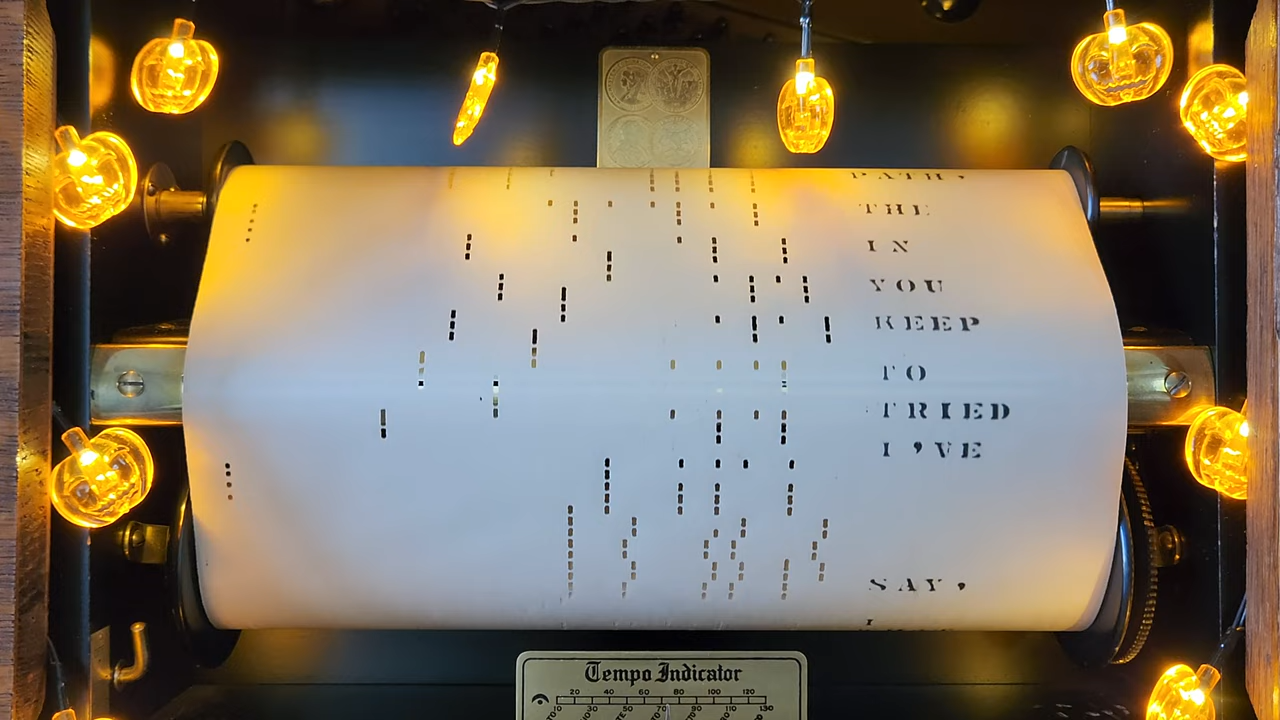 PATH,
THE
IN
YOU
KEEP
TO
TRIED
I'VE
SAY,
Tempo Indicator
20 40 60 80 100 120
10 30 50 70 90 110 130